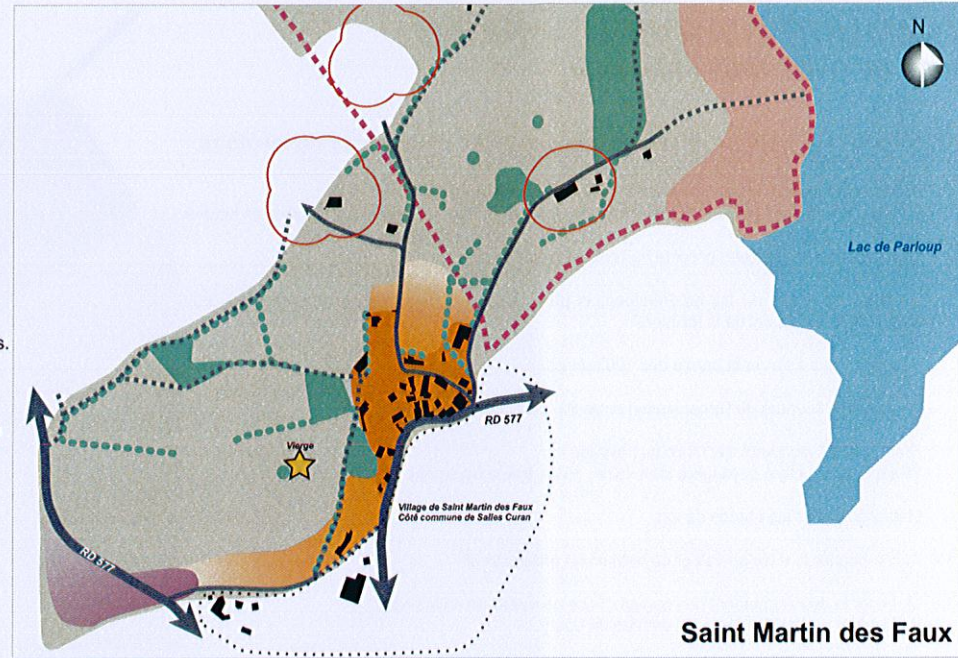 N
Lac de Parloup
s.
RD 577
Vierge
Village de Saint Martin des Faux
Côté commune de Salles Curan
RD 577
Saint Martin des Faux